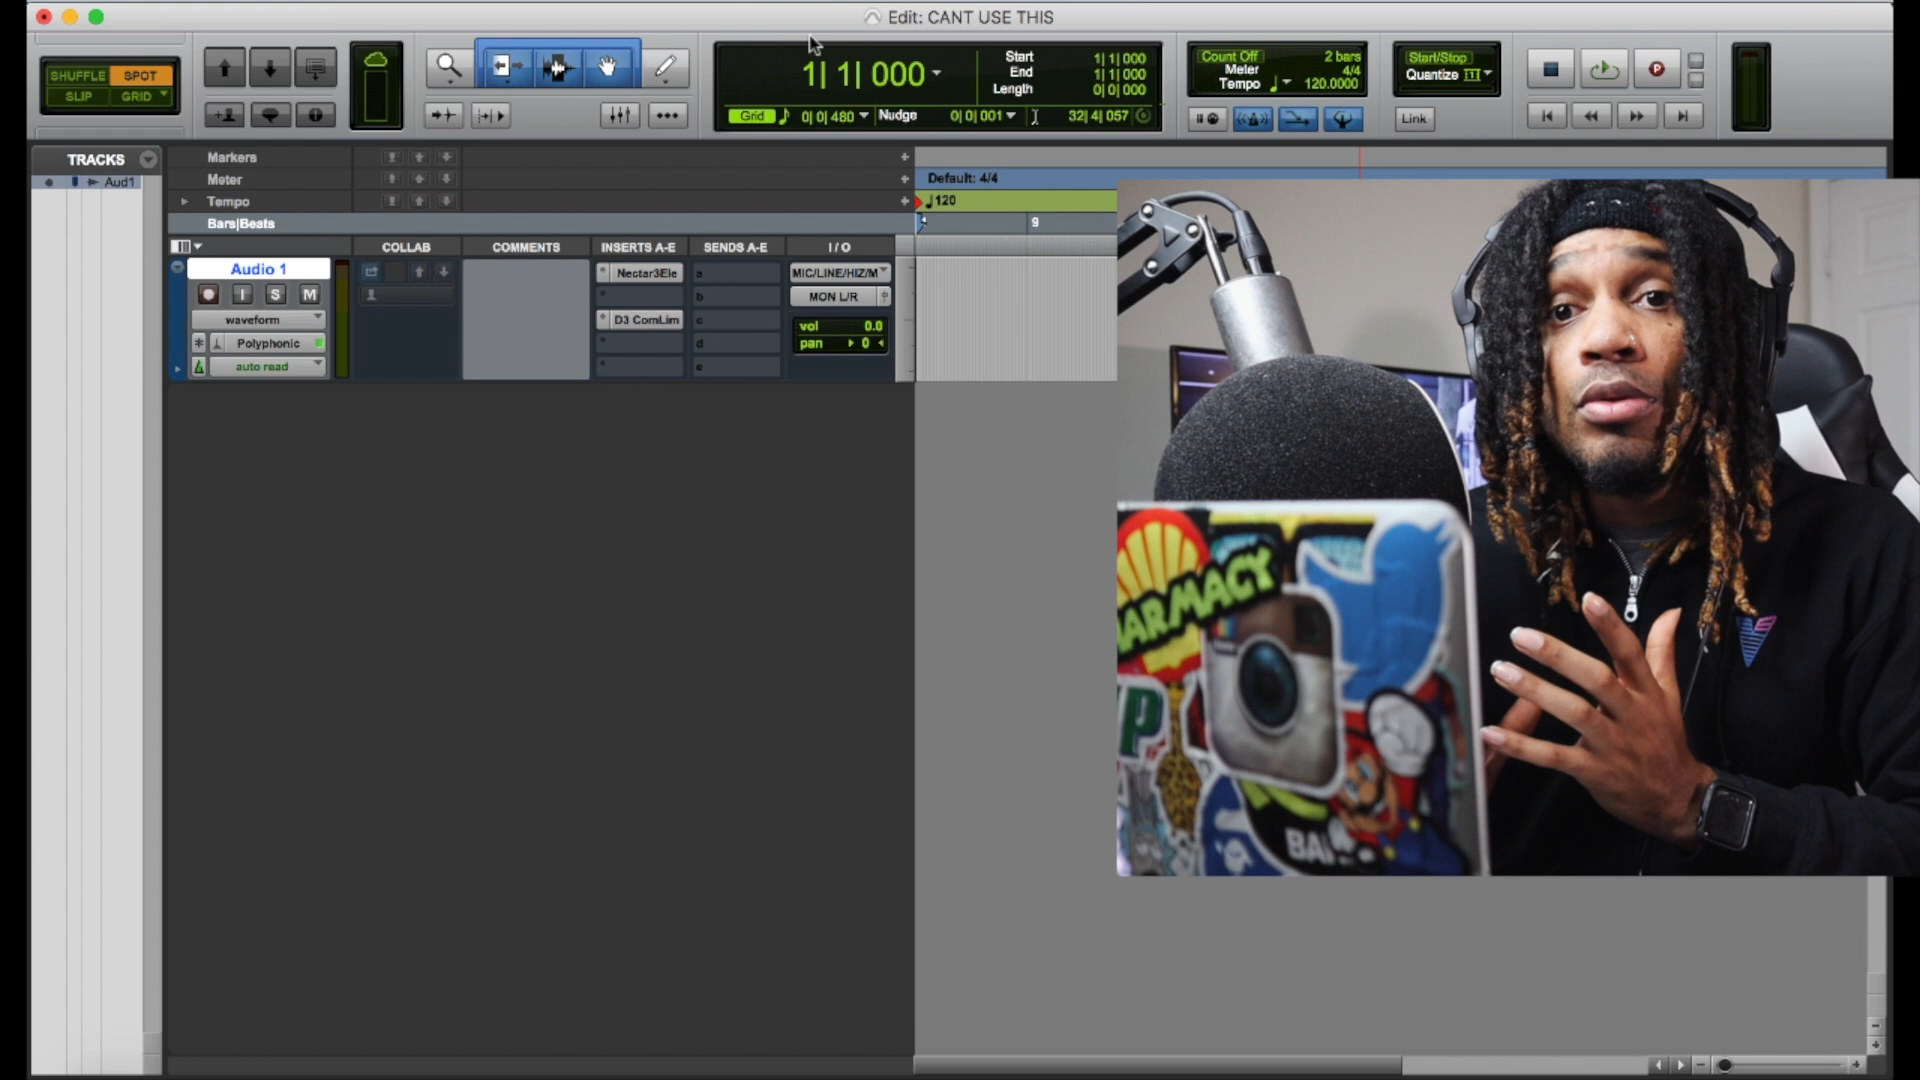 Edit: CANT USE THIS
SHUFFLE SPOT
SLIP GRID
1| 1| 000
Start 1| 1| 000
End 1| 1| 000
Length 0| 0| 000
Grid 0| 0| 480 Nudge 0| 0| 001 32| 4| 057
Count Off 2 bars
Meter 4/4
Tempo 120.0000
Start/Stop
Quantize
Link
TRACKS
Aud1
Markers
Meter
Tempo
Bars|Beats
Default: 4/4
120
9
COLLAB COMMENTS INSERTS A-E SENDS A-E I / O
Audio 1
I S M
waveform
Polyphonic
auto read
Nectar3Ele
D3 ComLim
a
b
c
d
e
MIC/LINE/HIZ/M
MON L/R
vol 0.0
pan 0
ARMACY
BA